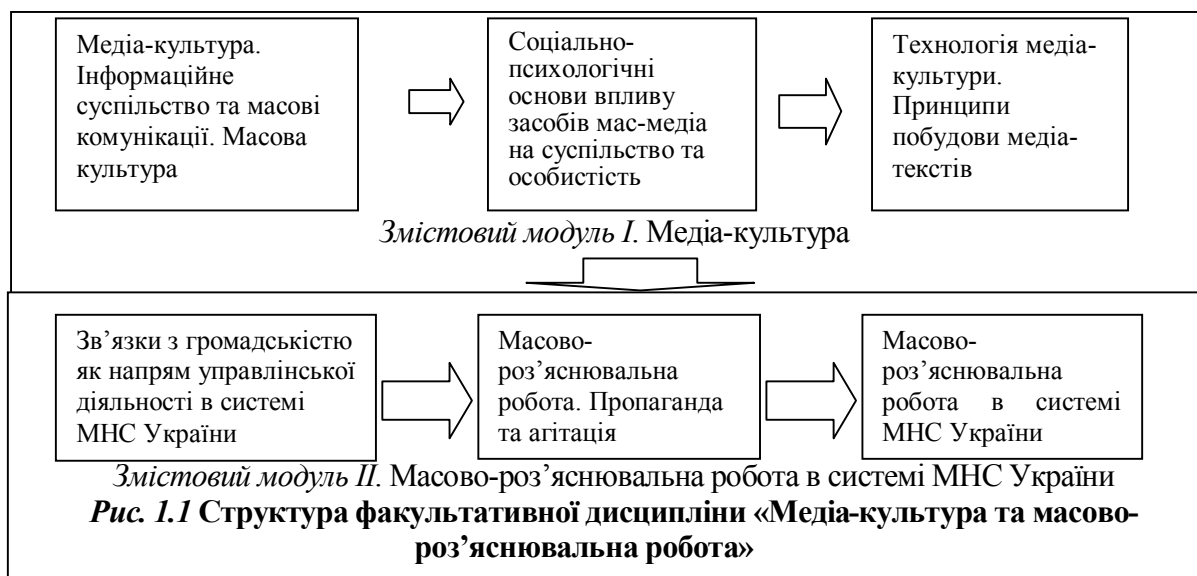 Медіа-культура.
Інформаційне
суспільство та масові
комунікації. Масова
культура
Соціально-
психологічні
основи впливу
засобів мас-медіа
на суспільство та
особистість
Технологія медіа-
культури.
Принципи
побудови медіа-
текстів
Змістовий модуль І. Медіа-культура
Зв’язки з громадськістю
як напрям управлінської
діяльності в системі
МНС України
Масово-
роз’яснювальна
робота. Пропаганда
та агітація
Масово-
роз’яснювальна
робота в системі
МНС України
Змістовий модуль ІІ. Масово-роз’яснювальна робота в системі МНС України
Рис. 1.1 Структура факультативної дисципліни «Медіа-культура та масово-
роз’яснювальна робота»